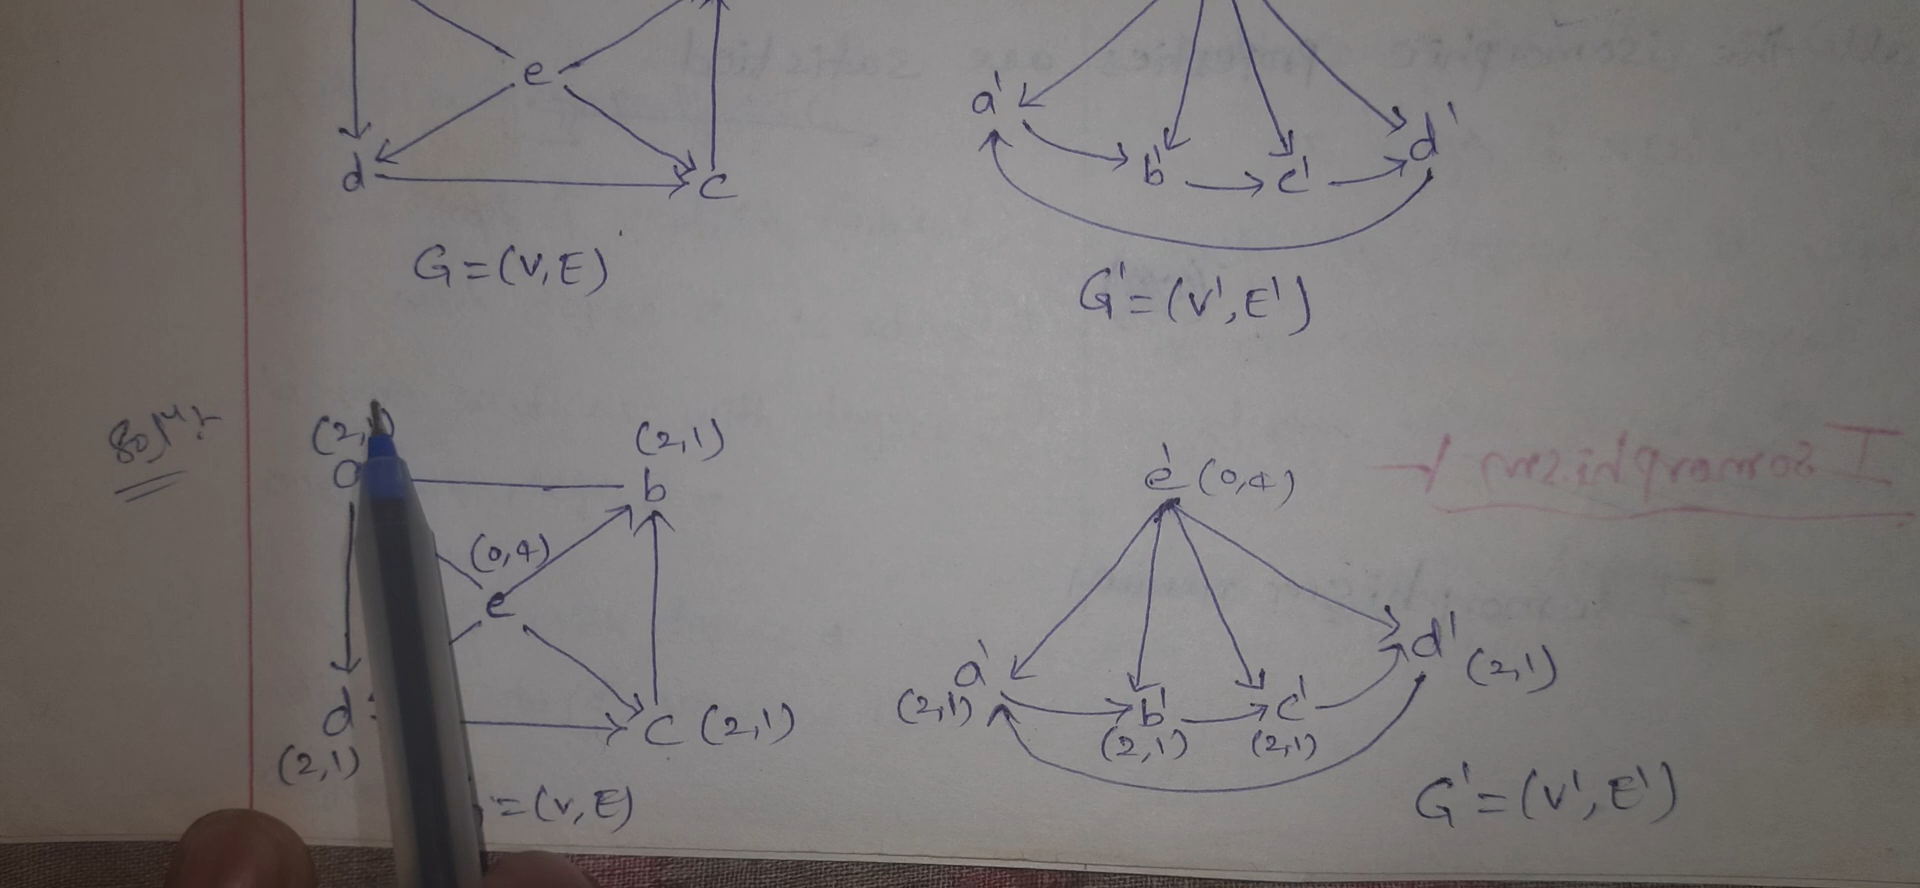 e
a'
d'
d
c
b'
c'
G=(V,E)
G'=(V',E')
(2,1)
(2,1)
a
b
e' (0,4)
(0,4)
e
a'
d' (2,1)
d
c (2,1)
(2,1)
b'
c'
(2,1)
(2,1)
(2,1)
=(V,E)
G'=(V',E')
Isomorphism